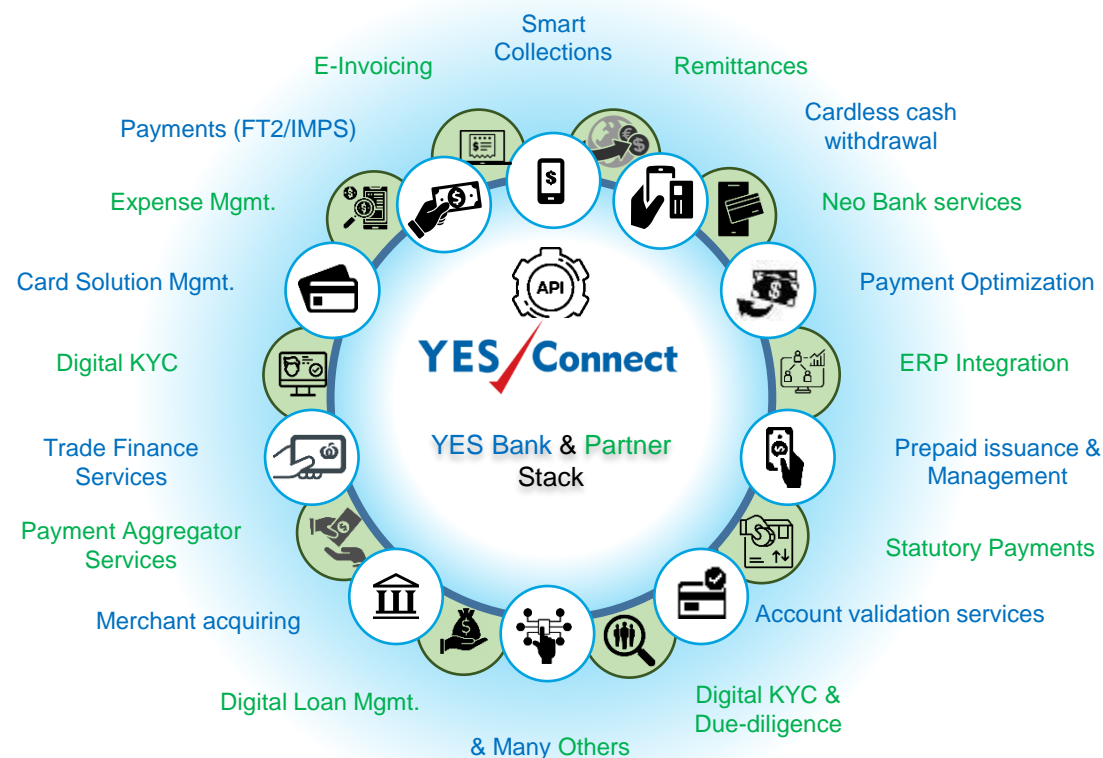 Smart
Collections
E-Invoicing
Remittances
Payments (FT2/IMPS)
Cardless cash
withdrawal
Expense Mgmt.
Neo Bank services
Card Solution Mgmt.
Payment Optimization
API
YES Connect
Digital KYC
ERP Integration
YES Bank & Partner
Stack
Trade Finance
Services
Prepaid issuance &
Management
Payment Aggregator
Services
Statutory Payments
Merchant acquiring
Account validation services
Digital Loan Mgmt.
Digital KYC &
Due-diligence
& Many Others